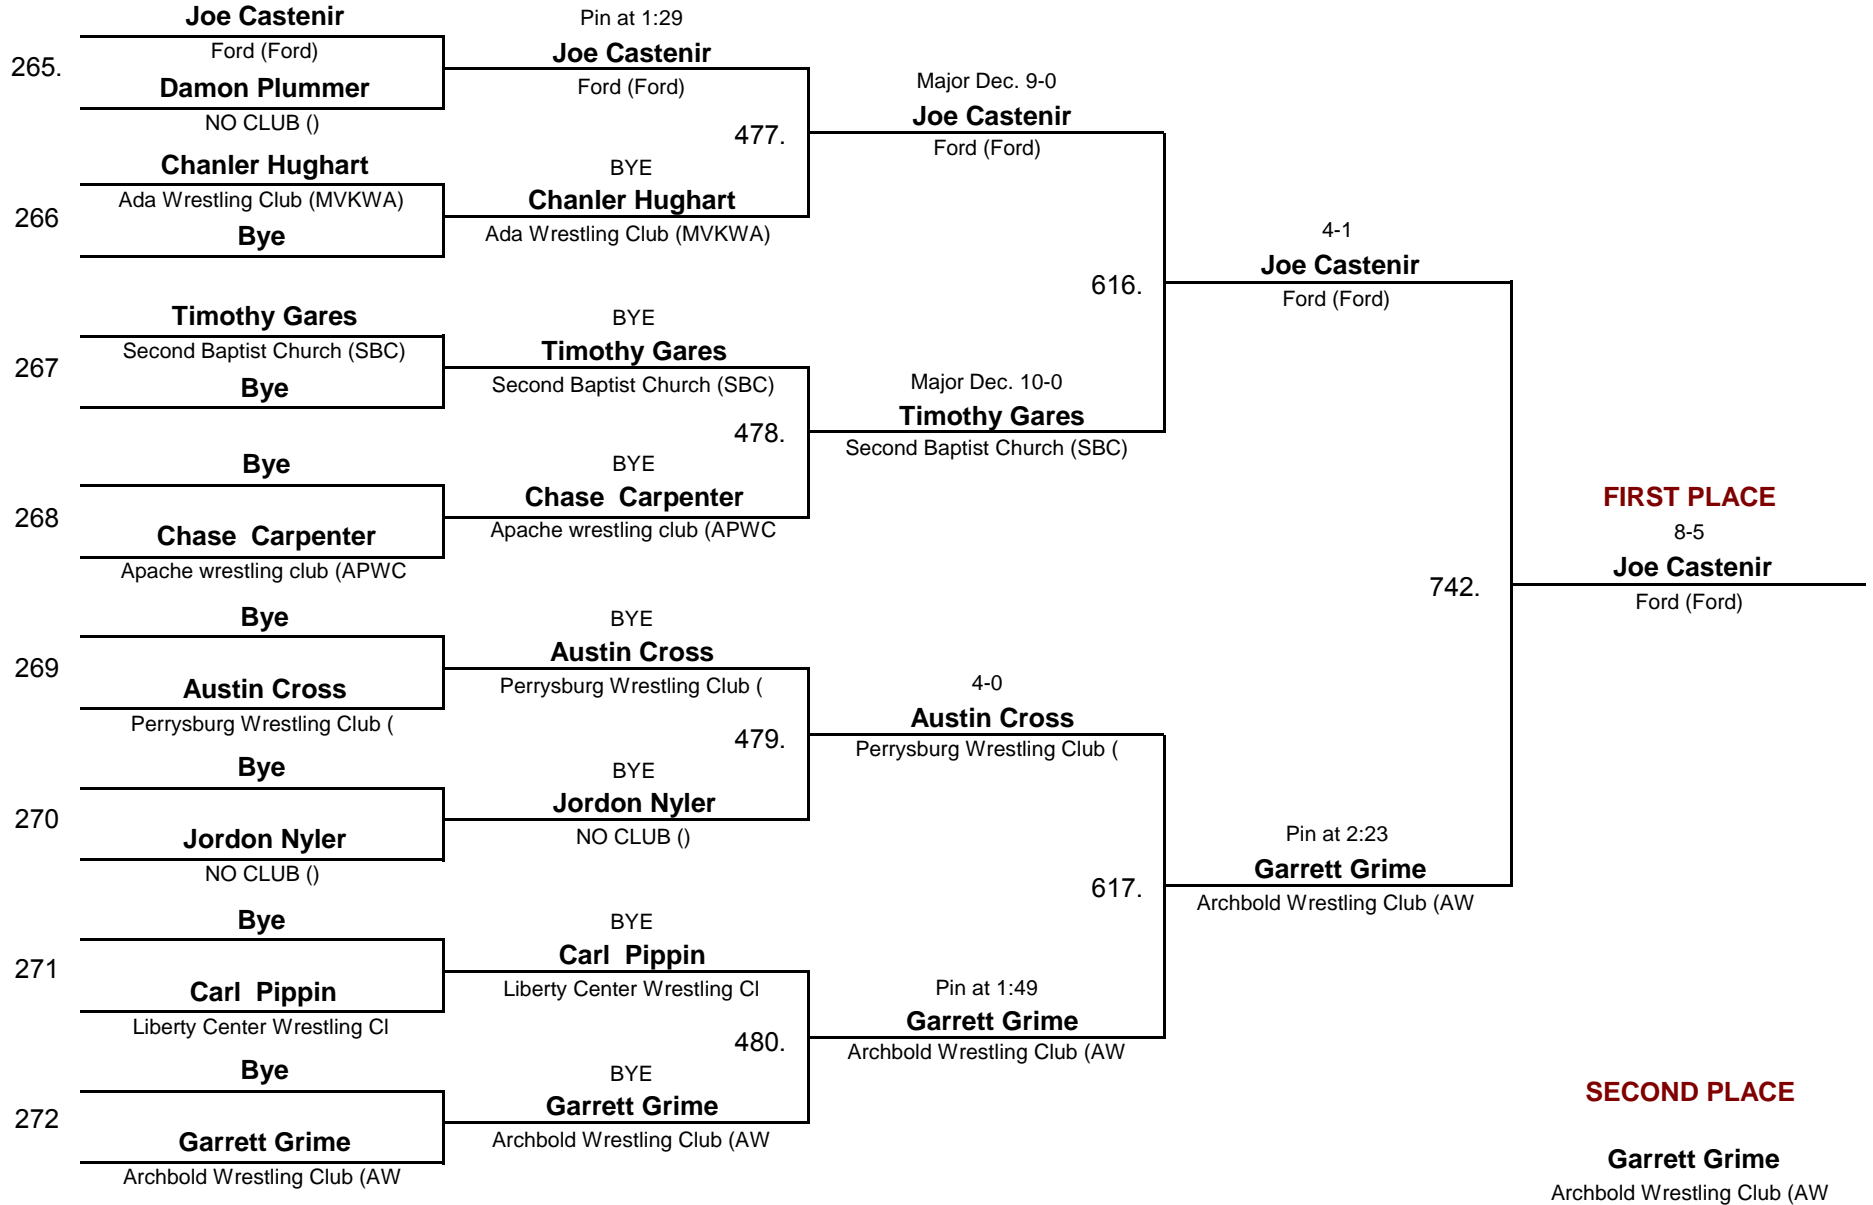 Joe Castenir
265.
Ford (Ford)
Damon Plummer
NO CLUB ()
Chanler Hughart
266
Ada Wrestling Club (MVKWA)
Bye
Timothy Gares
267
Second Baptist Church (SBC)
Bye
Bye
268
Chase  Carpenter
Apache wrestling club (APWC
Bye
269
Austin Cross
Perrysburg Wrestling Club (
Bye
270
Jordon Nyler
NO CLUB ()
Bye
271
Carl  Pippin
Liberty Center Wrestling Cl
Bye
272
Garrett Grime
Archbold Wrestling Club (AW
Pin at 1:29
Joe Castenir
Ford (Ford)
477.
BYE
Chanler Hughart
Ada Wrestling Club (MVKWA)
BYE
Timothy Gares
Second Baptist Church (SBC)
478.
BYE
Chase  Carpenter
Apache wrestling club (APWC
BYE
Austin Cross
Perrysburg Wrestling Club (
479.
BYE
Jordon Nyler
NO CLUB ()
BYE
Carl  Pippin
Liberty Center Wrestling Cl
480.
BYE
Garrett Grime
Archbold Wrestling Club (AW
Major Dec. 9-0
Joe Castenir
Ford (Ford)
616.
Major Dec. 10-0
Timothy Gares
Second Baptist Church (SBC)
4-0
Austin Cross
Perrysburg Wrestling Club (
617.
Pin at 1:49
Garrett Grime
Archbold Wrestling Club (AW
4-1
Joe Castenir
Ford (Ford)
742.
Pin at 2:23
Garrett Grime
Archbold Wrestling Club (AW
FIRST PLACE
8-5
Joe Castenir
Ford (Ford)
SECOND PLACE
Garrett Grime
Archbold Wrestling Club (AW